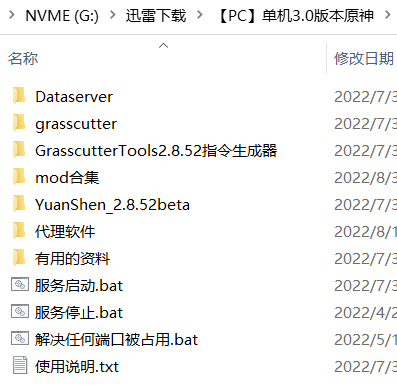 NVME (G:) > 迅雷下载 > 【PC】单机3.0版本原神 >
名称 修改日期
Dataserver 2022/7/3
grasscutter 2022/7/3
GrasscutterTools2.8.52指令生成器 2022/7/3
mod合集 2022/8/3
YuanShen_2.8.52beta 2022/7/3
代理软件 2022/8/1
有用的资料 2022/7/3
服务启动.bat 2022/7/3
服务停止.bat 2022/4/2
解决任何端口被占用.bat 2022/5/1
使用说明.txt 2022/7/3